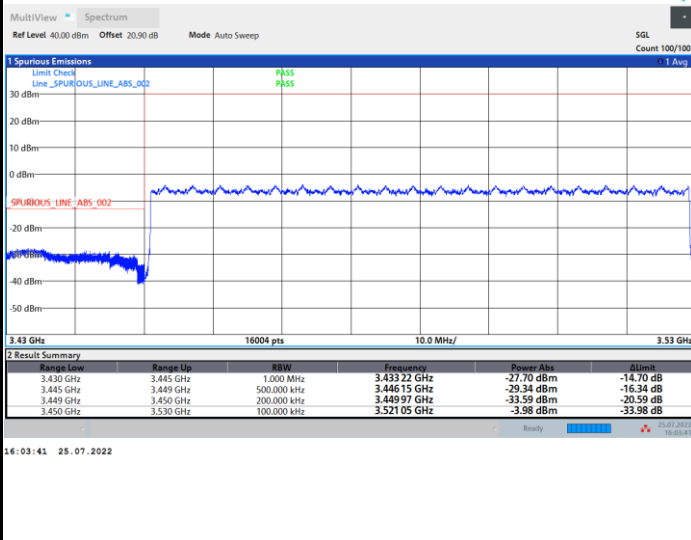 MultiView Spectrum
Ref Level 40.00 dBm Offset 20.90 dB Mode Auto Sweep SGL
Count 100/100
1 Spurious Emissions 1 Avg
Limit Check PASS
Line _SPURIOUS_LINE_ABS_002 PASS
30 dBm
20 dBm
10 dBm
0 dBm
_SPURIOUS_LINE_ABS_002
-20 dBm
-40 dBm
-50 dBm
3.43 GHz 16004 pts 10.0 MHz/ 3.53 GHz
2 Result Summary
Range Low Range Up RBW Frequency Power Abs ΔLimit
3.430 GHz 3.445 GHz 1.000 MHz 3.433 22 GHz -27.70 dBm -14.70 dB
3.445 GHz 3.449 GHz 500.000 kHz 3.446 15 GHz -29.34 dBm -16.34 dB
3.449 GHz 3.450 GHz 200.000 kHz 3.449 97 GHz -33.59 dBm -20.59 dB
3.450 GHz 3.530 GHz 100.000 kHz 3.521 05 GHz -3.98 dBm -33.98 dB
Ready 25.07.2022
16:03:41
16:03:41 25.07.2022